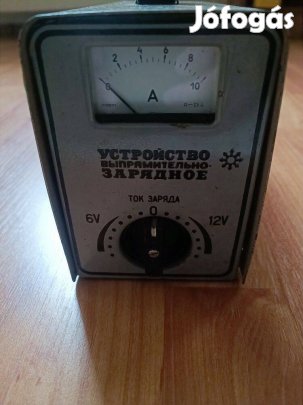 Jófogás
0 2 4 6 8 10
A
УСТРОЙСТВО
ВЫПРЯМИТЕЛЬНО-
ЗАРЯДНОЕ
ТОК ЗАРЯДА
6V 0 12V